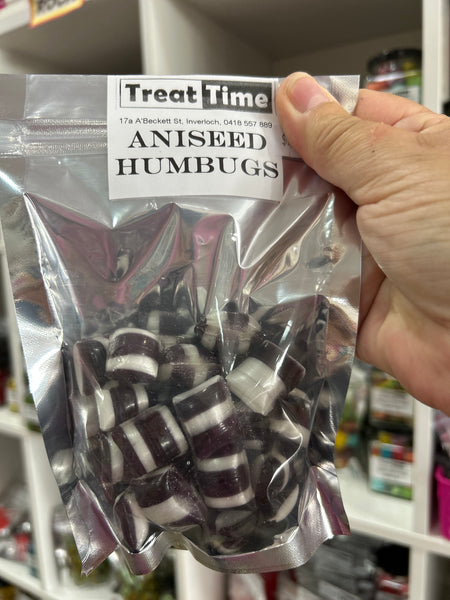 Treat Time
17a A'Beckett St, Inverloch, 0418 557 889
ANISEED
HUMBUGS